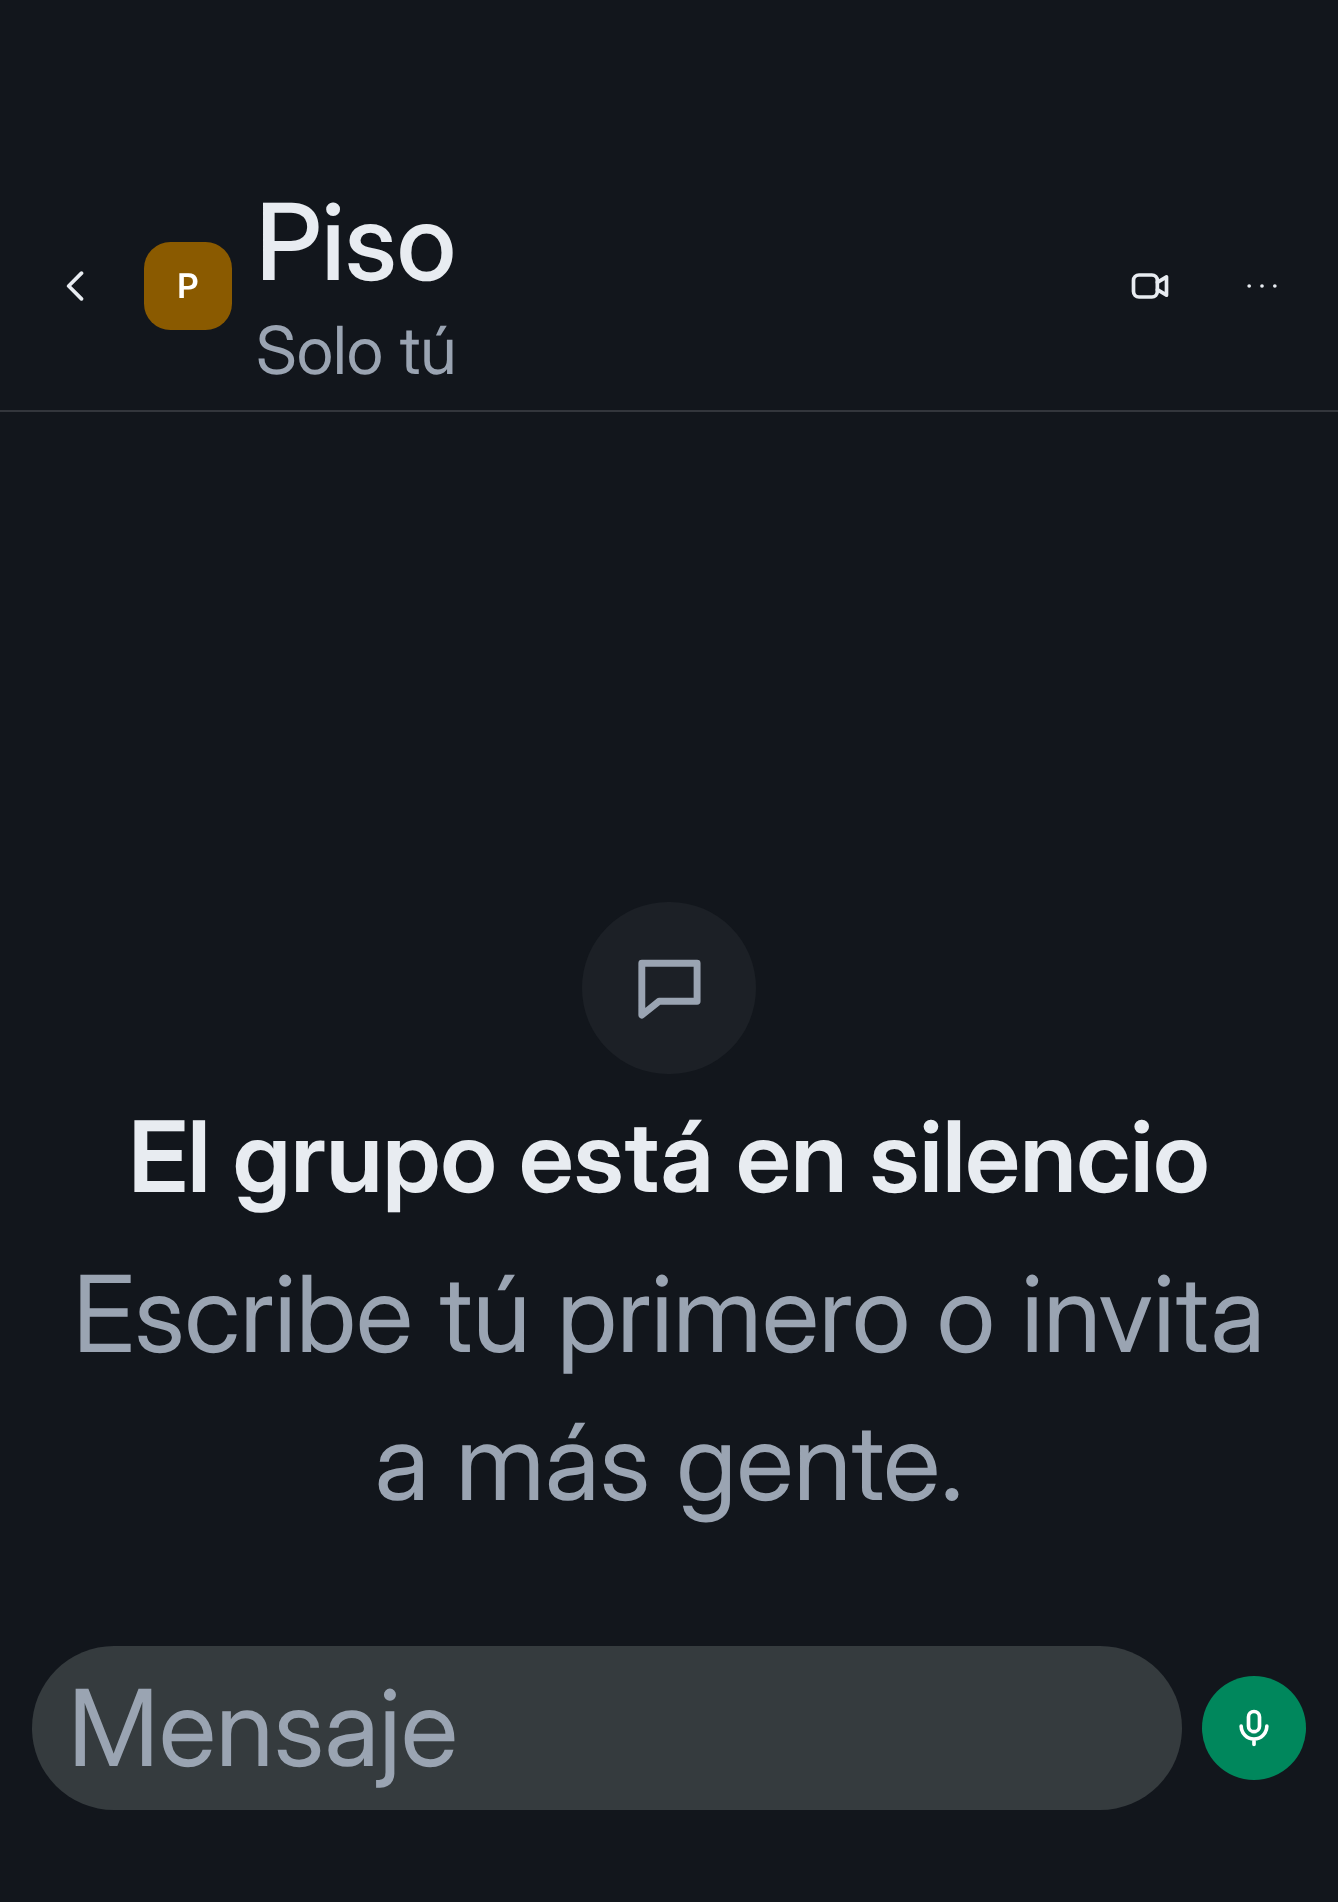 P
Piso
Solo tú
El grupo está en silencio
Escribe tú primero o invita
a más gente.
Mensaje